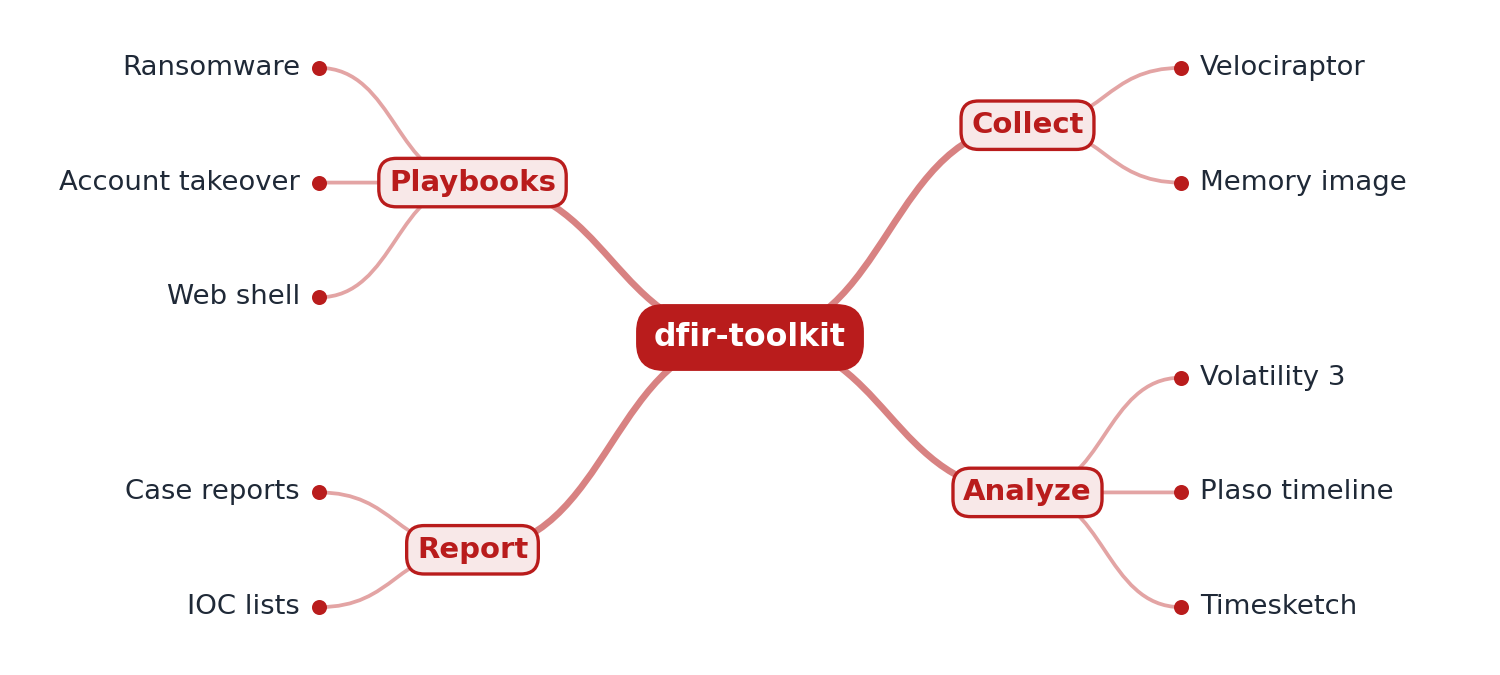 dfir-toolkit
Collect
Velociraptor
Memory image
Analyze
Volatility 3
Plaso timeline
Timesketch
Playbooks
Ransomware
Account takeover
Web shell
Report
Case reports
IOC lists